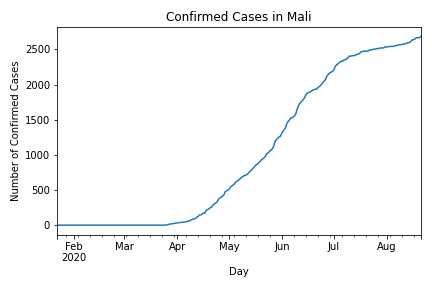 Confirmed Cases in Mali
Number of Confirmed Cases
2500
2000
1500
1000
500
0
Feb Mar Apr May Jun Jul Aug
2020
Day